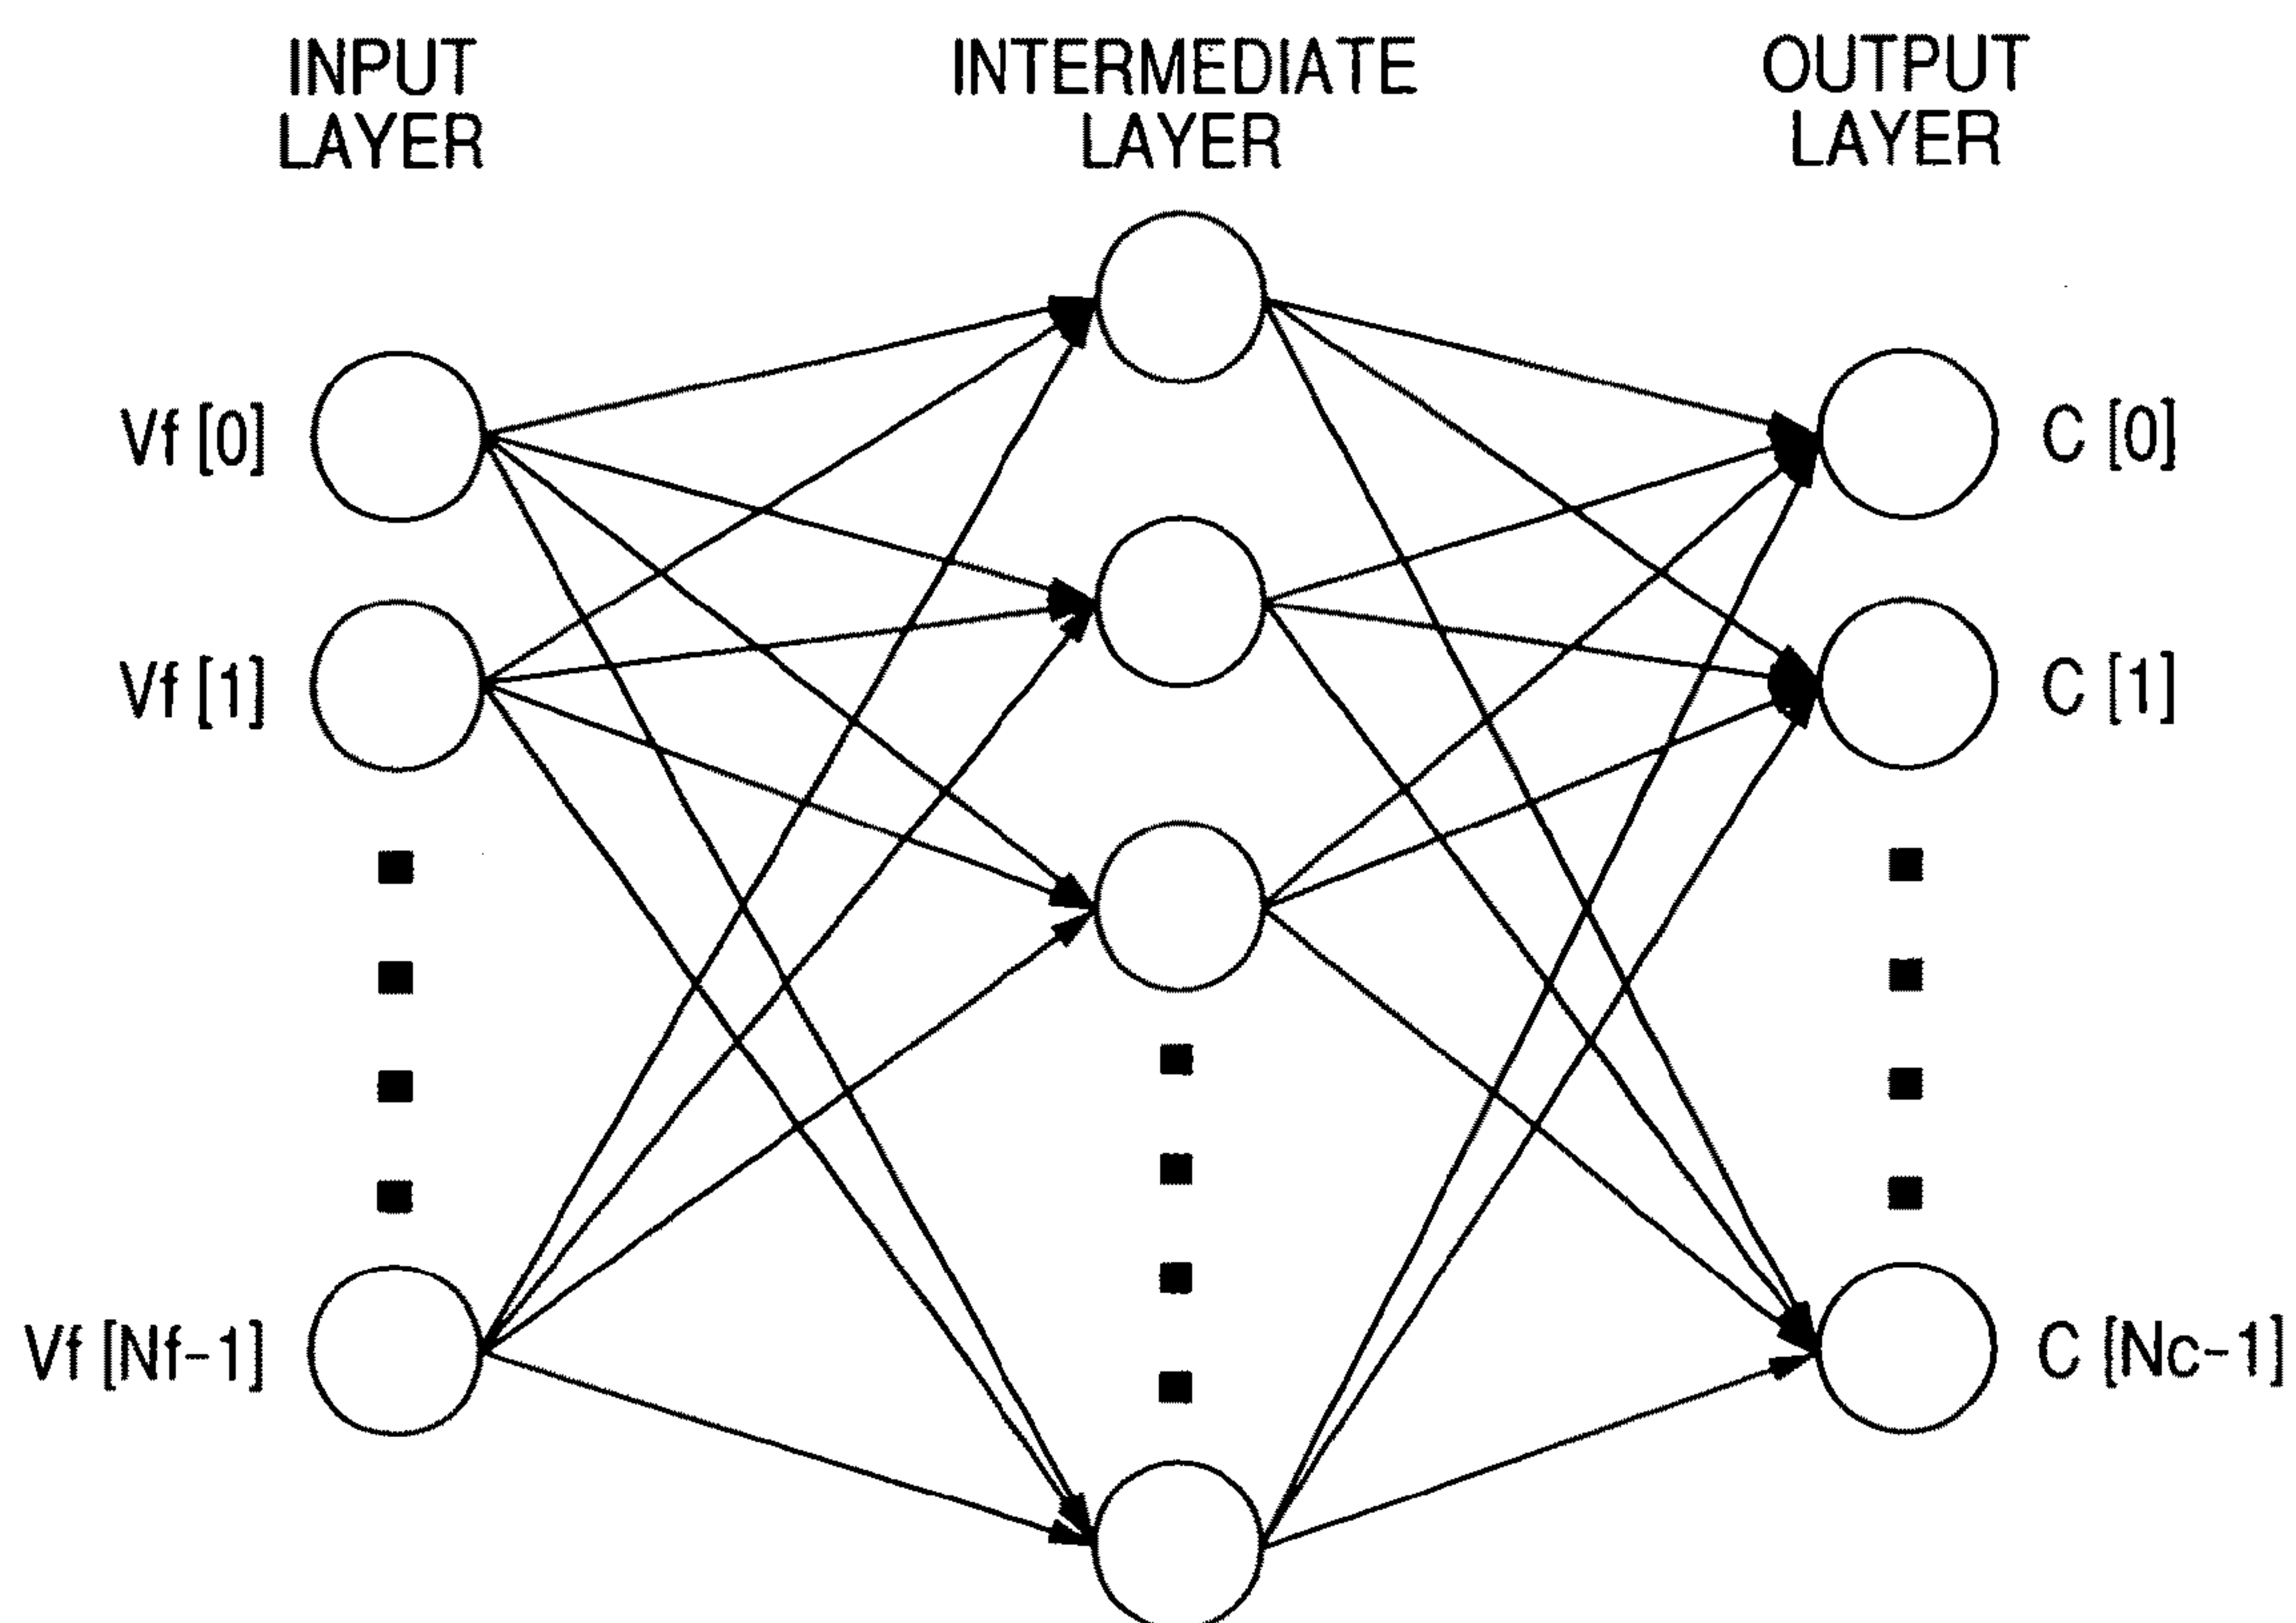 INPUT
LAYER
INTERMEDIATE
LAYER
OUTPUT
LAYER
Vf [0]
C [0]
Vf [1]
C [1]
Vf [Nf-1]
C [Nc-1]